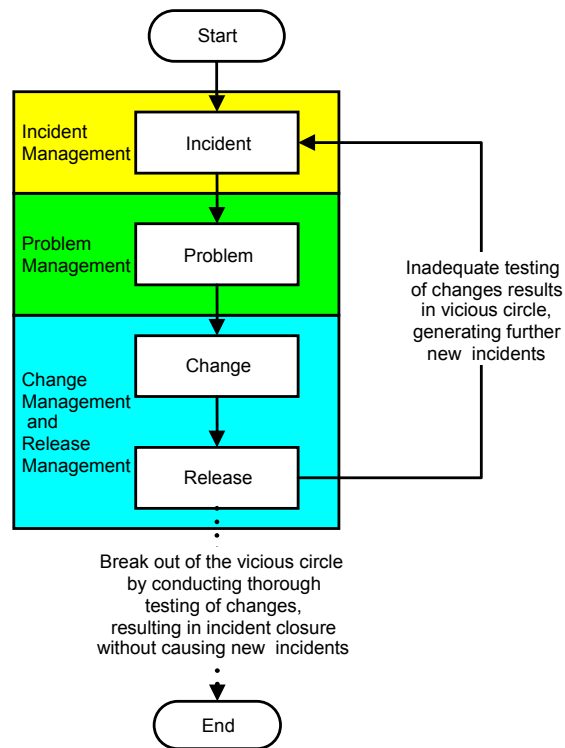 Start
Incident
Management
Incident
Problem
Management
Problem
Inadequate testing
of changes results
in vicious circle,
generating further
new incidents
Change
Change
Management
and
Release
Management
Release
Break out of the vicious circle
by conducting thorough
testing of changes,
resulting in incident closure
without causing new incidents
End